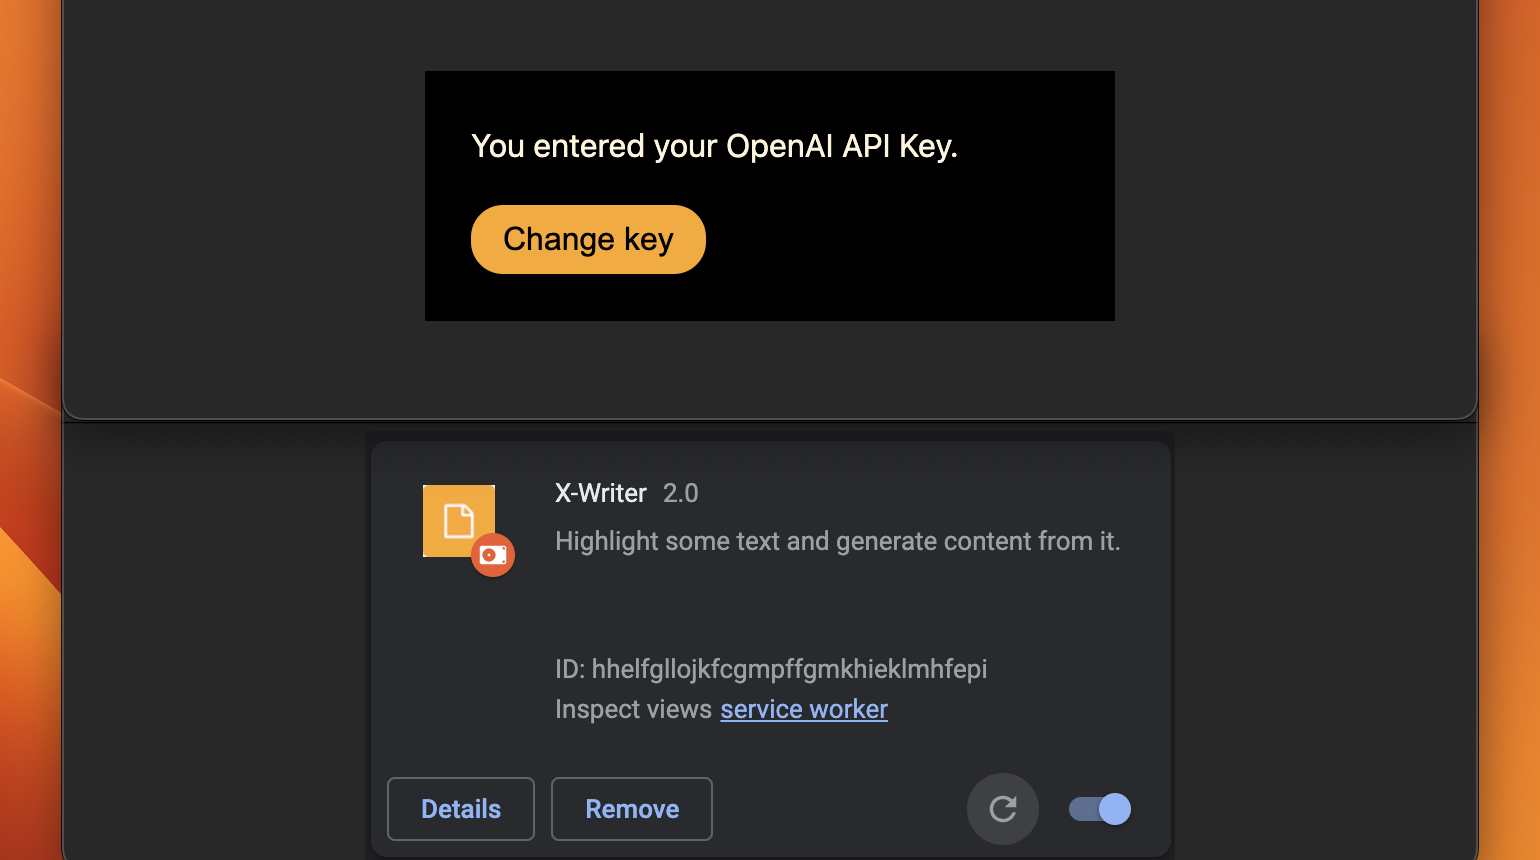 You entered your OpenAI API Key.
Change key
X-Writer 2.0
Highlight some text and generate content from it.
ID: hhelfgllojkfcgmpffgmkhieklmhfepi
Inspect views service worker
Details Remove